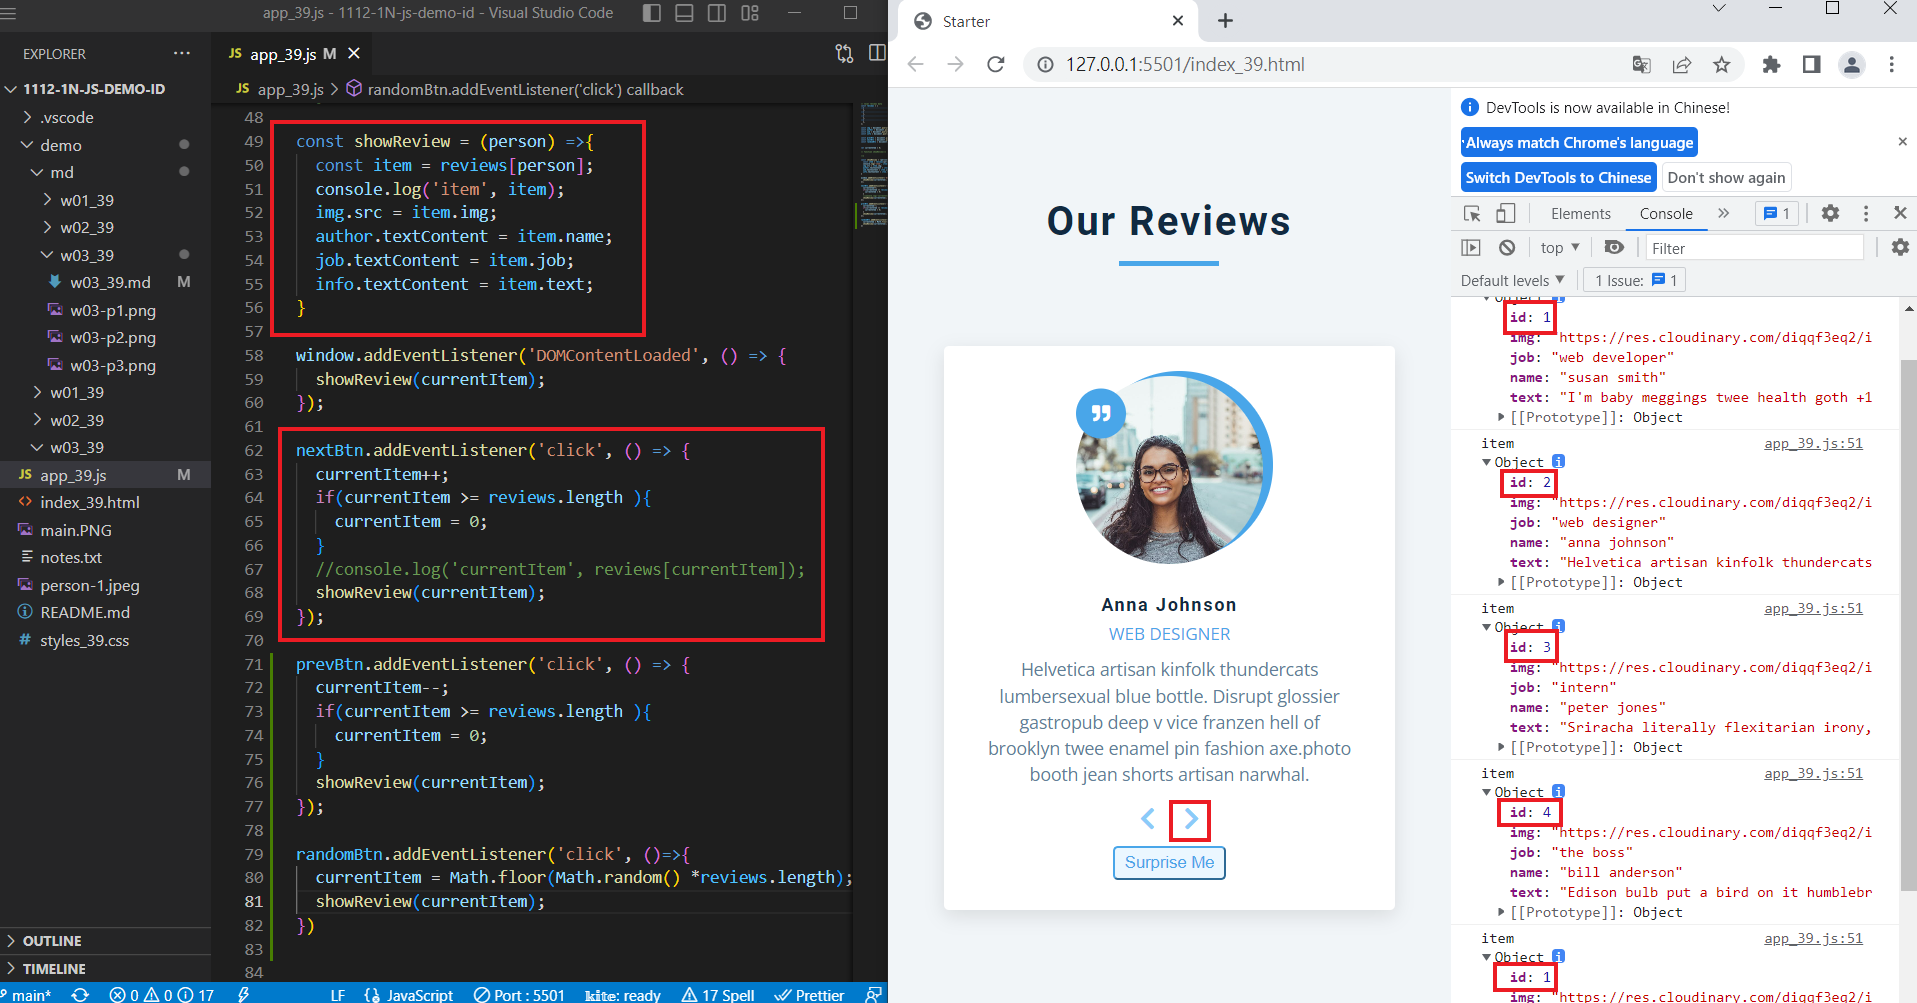 app_39.js - 1112-1N-js-demo-id - Visual Studio Code
EXPLORER
1112-1N-JS-DEMO-ID
.vscode
demo
md
w01_39
w02_39
w03_39
w03_39.md M
w03-p1.png
w03-p2.png
w03-p3.png
w01_39
w02_39
w03_39
JS app_39.js M
index_39.html
main.PNG
notes.txt
person-1.jpeg
README.md
# styles_39.css
OUTLINE
TIMELINE
JS app_39.js M
JS app_39.js > randomBtn.addEventListener('click') callback
48
49 const showReview = (person) =>{
50 const item = reviews[person];
51 console.log('item', item);
52 img.src = item.img;
53 author.textContent = item.name;
54 job.textContent = item.job;
55 info.textContent = item.text;
56 }
57
58 window.addEventListener('DOMContentLoaded', () => {
59 showReview(currentItem);
60 });
61
62 nextBtn.addEventListener('click', () => {
63 currentItem++;
64 if(currentItem >= reviews.length ){
65 currentItem = 0;
66 }
67 //console.log('currentItem', reviews[currentItem]);
68 showReview(currentItem);
69 });
70
71 prevBtn.addEventListener('click', () => {
72 currentItem--;
73 if(currentItem >= reviews.length ){
74 currentItem = 0;
75 }
76 showReview(currentItem);
77 });
78
79 randomBtn.addEventListener('click', ()=>{
80 currentItem = Math.floor(Math.random() *reviews.length);
81 showReview(currentItem);
82 })
83
84
main* 0 0 17 LF {} JavaScript Port : 5501 kite: ready 17 Spell Prettier
Starter
127.0.0.1:5501/index_39.html
Our Reviews
Anna Johnson
WEB DESIGNER
Helvetica artisan kinfolk thundercats
lumbersexual blue bottle. Disrupt glossier
gastropub deep v vice franzen hell of
brooklyn twee enamel pin fashion axe.photo
booth jean shorts artisan narwhal.
Surprise Me
DevTools is now available in Chinese!
Always match Chrome's language
Switch DevTools to Chinese Don't show again
Elements Console » 1
top Filter
Default levels 1 Issue: 1
Object
id: 1
img: "https://res.cloudinary.com/diqqf3eq2/i
job: "web developer"
name: "susan smith"
text: "I'm baby meggings twee health goth +1
[[Prototype]]: Object
item app_39.js:51
Object
id: 2
img: "https://res.cloudinary.com/diqqf3eq2/i
job: "web designer"
name: "anna johnson"
text: "Helvetica artisan kinfolk thundercats
[[Prototype]]: Object
item app_39.js:51
Object
id: 3
img: "https://res.cloudinary.com/diqqf3eq2/i
job: "intern"
name: "peter jones"
text: "Sriracha literally flexitarian irony,
[[Prototype]]: Object
item app_39.js:51
Object
id: 4
img: "https://res.cloudinary.com/diqqf3eq2/i
job: "the boss"
name: "bill anderson"
text: "Edison bulb put a bird on it humblebr
[[Prototype]]: Object
item app_39.js:51
Object
id: 1
img: "https://res.cloudinary.com/diqqf3eq2/i